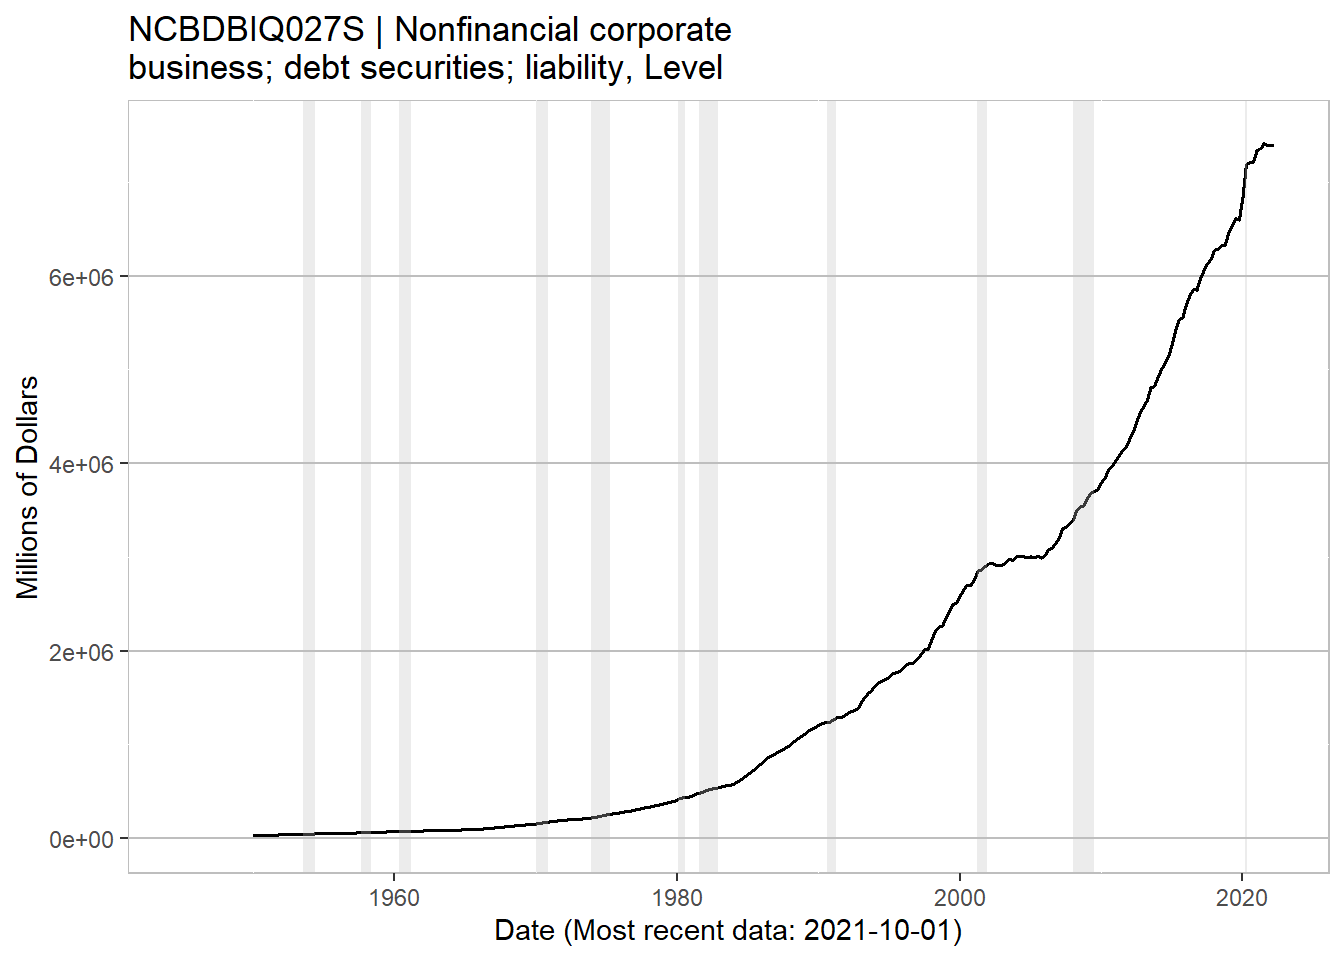 NCBDBIQ027S | Nonfinancial corporate
business; debt securities; liability, Level
Millions of Dollars
6e+06
4e+06
2e+06
0e+00
1960
1980
2000
2020
Date (Most recent data: 2021-10-01)